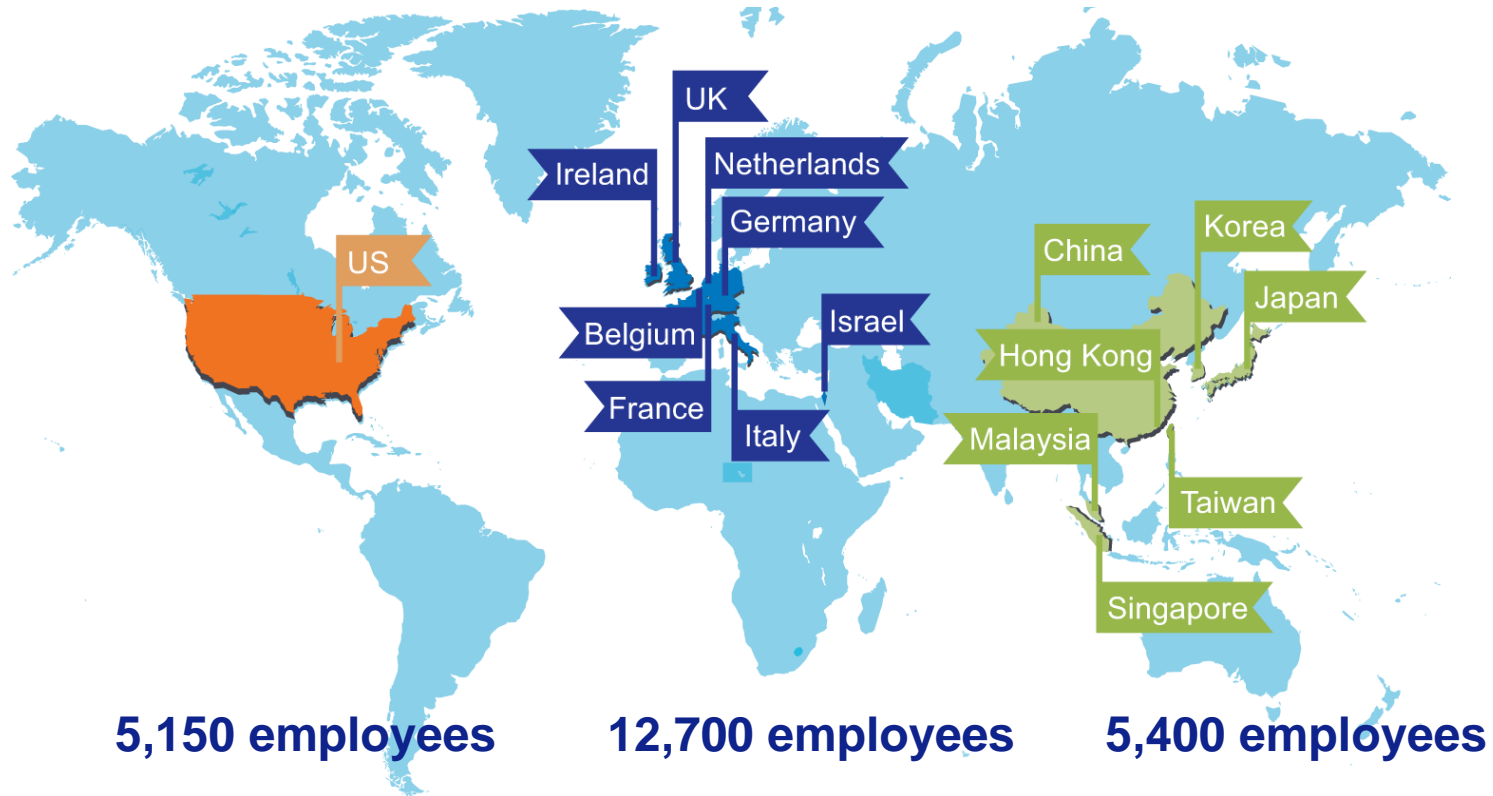 UK
Ireland
Netherlands
Germany
US
Belgium
Israel
France
Italy
China
Korea
Japan
Hong Kong
Malaysia
Taiwan
Singapore
5,150 employees
12,700 employees
5,400 employees